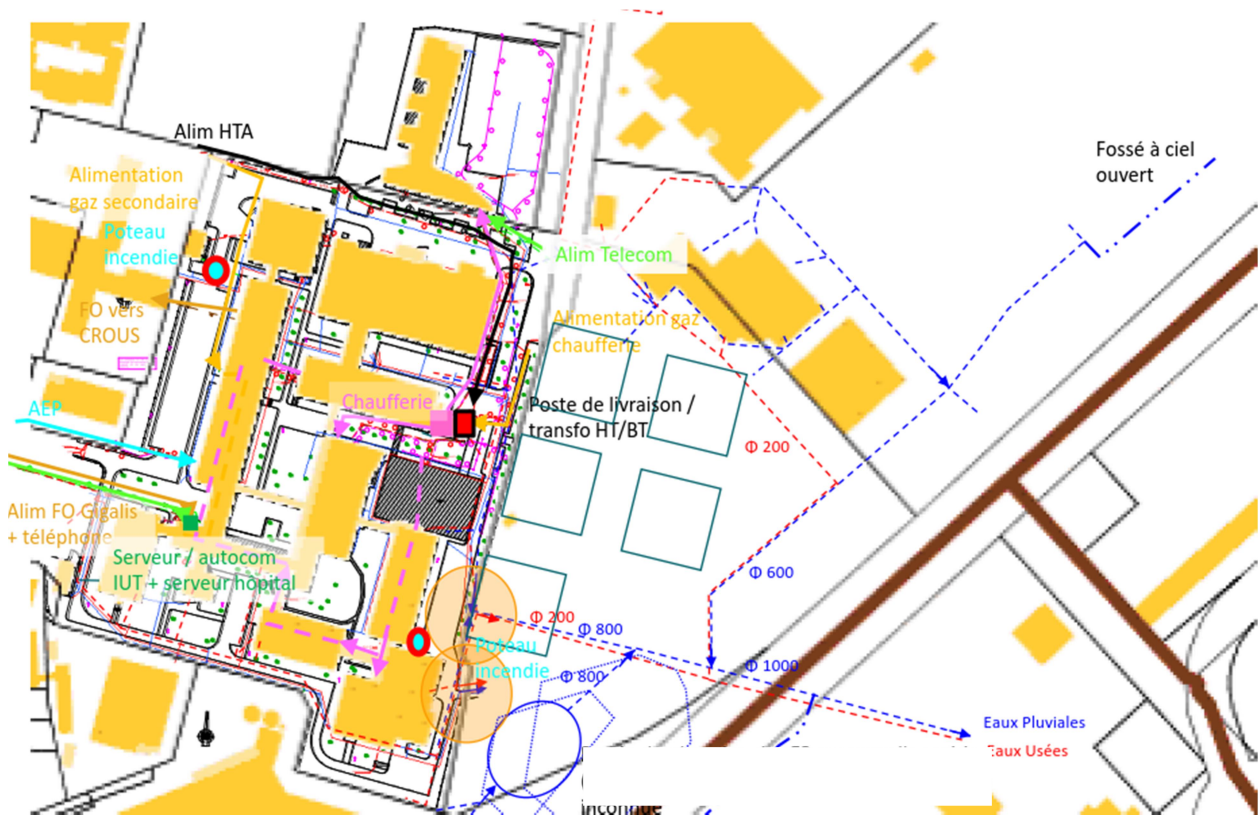 Alim HTA
Fossé à ciel
ouvert
Alimentation
gaz secondaire
Poteau
incendie
Alim Telecom
FO vers
CROUS
Alimentation gaz
chaufferie
Chaufferie
AEP
Poste de livraison /
transfo HT/BT
Φ 200
Alim FO Gigalis
+ téléphone
Serveur / autocom
IUT + serveur hôpital
Φ 600
Φ 200
Φ 800
Poteau
incendie
Φ 800
Φ 1000
Eaux Pluviales
Eaux Usées